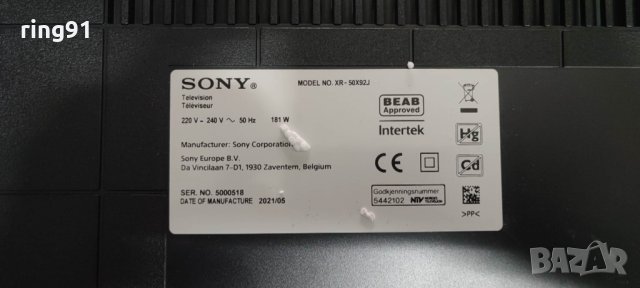 ring91
SONY®
MODEL NO. XR-50X92J
Television
Téléviseur
220 V - 240 V ~ 50 Hz 181 W
BEAB
Approved
Intertek
Manufacturer: Sony Corporation
Sony Europe B.V.
Da Vincilaan 7-D1, 1930 Zaventem, Belgium
CE
Hg
Cd
SER. NO. 5000518
DATE OF MANUFACTURE 2021/05
Godkjenningsnummer
5442102
>PP<
BAZAR